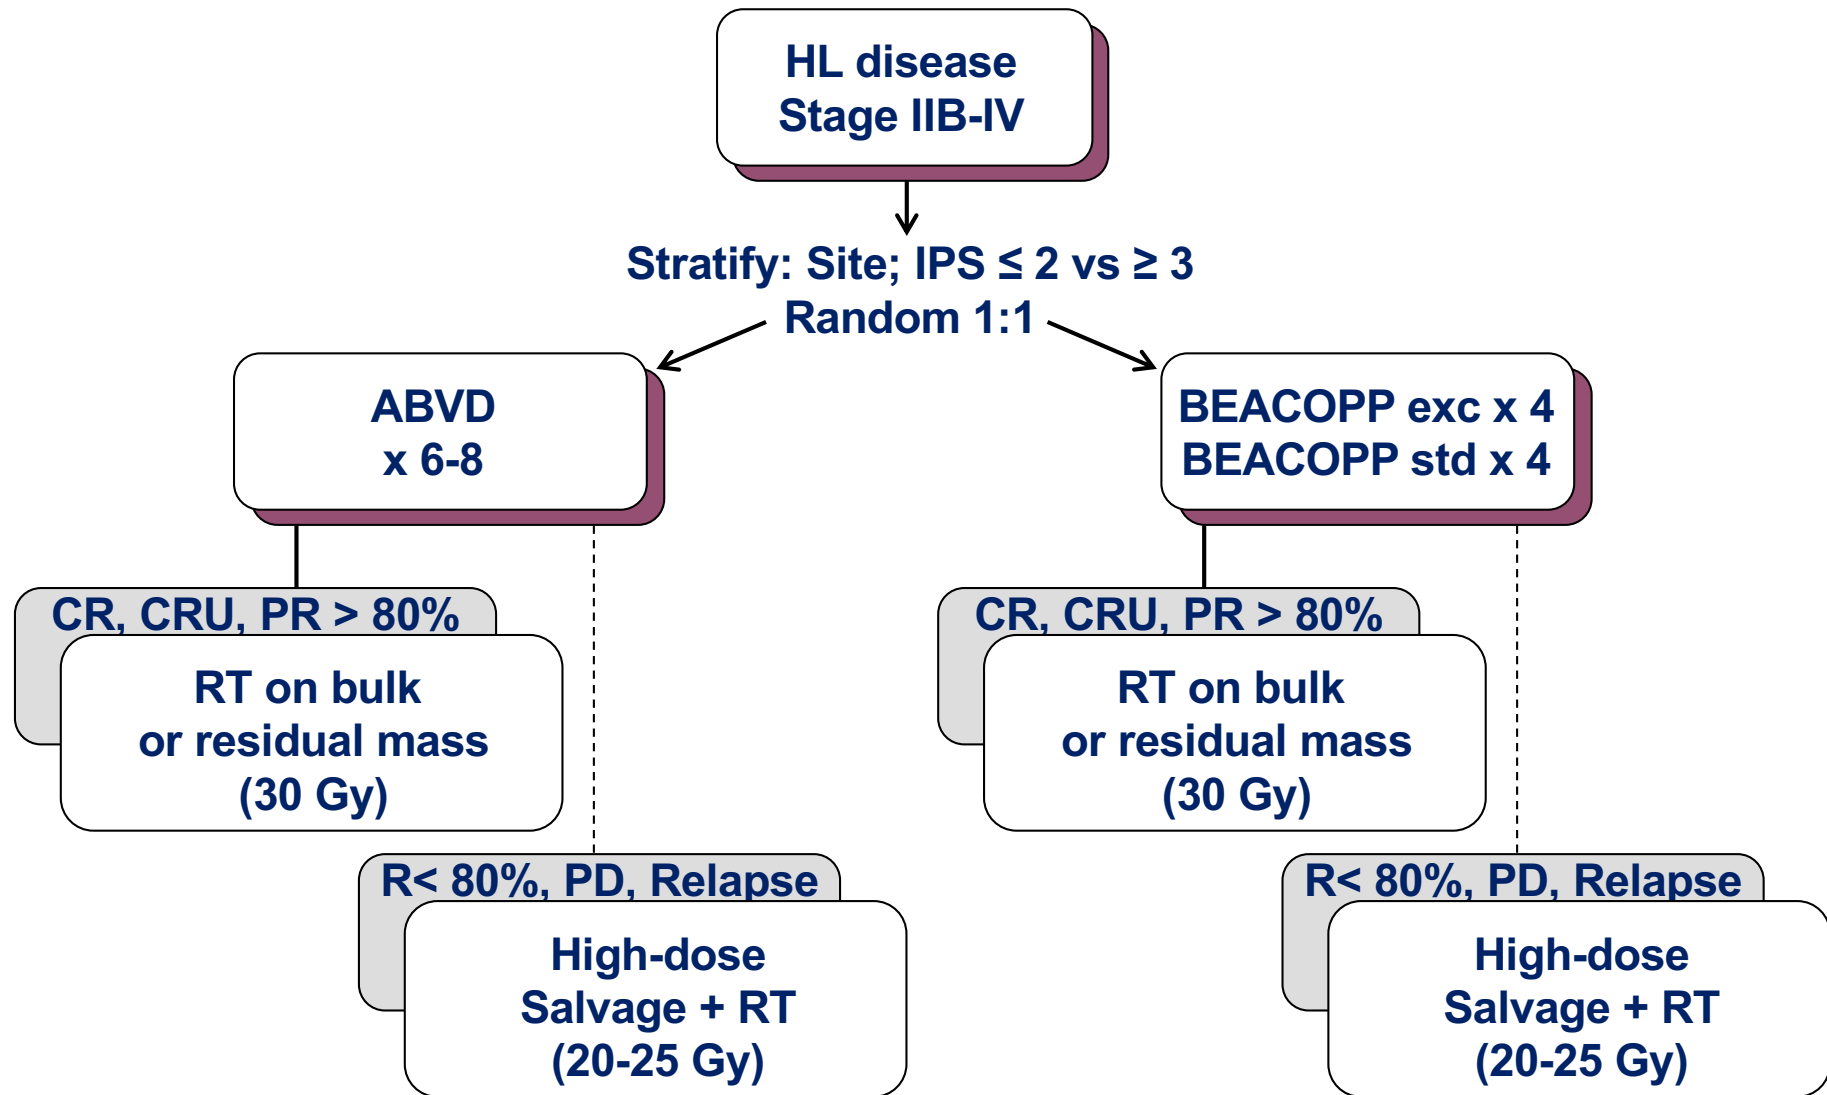 HL disease
Stage IIB-IV
Stratify: Site; IPS ≤ 2 vs ≥ 3
Random 1:1
ABVD
x 6-8
BEACOPP exc x 4
BEACOPP std x 4
CR, CRU, PR > 80%
RT on bulk
or residual mass
(30 Gy)
CR, CRU, PR > 80%
RT on bulk
or residual mass
(30 Gy)
R< 80%, PD, Relapse
High-dose
Salvage + RT
(20-25 Gy)
R< 80%, PD, Relapse
High-dose
Salvage + RT
(20-25 Gy)